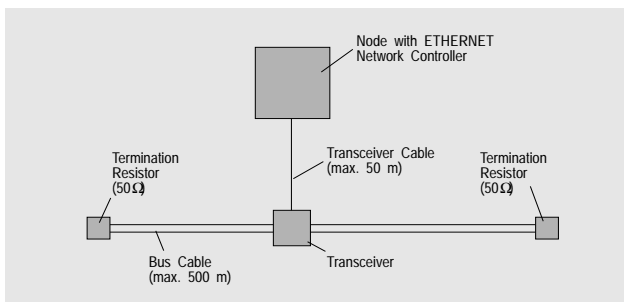 Node with ETHERNET
Network Controller
Transceiver Cable
(max. 50 m)
Termination
Resistor
(50Ω)
Termination
Resistor
(50Ω)
Bus Cable
(max. 500 m)
Transceiver